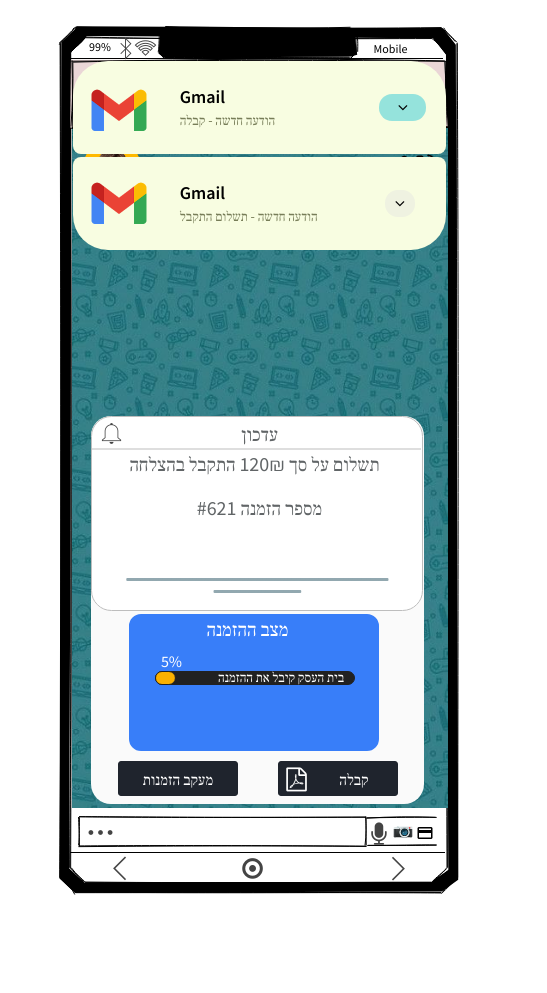 99%
Mobile
Gmail
הודעה חדשה - קבלה
Gmail
הודעה חדשה - תשלום התקבל
עדכון
תשלום על סך 120₪ התקבל בהצלחה
מספר הזמנה 621#
מצב ההזמנה
5%
בית העסק קיבל את ההזמנה
מעקב הזמנות
קבלה